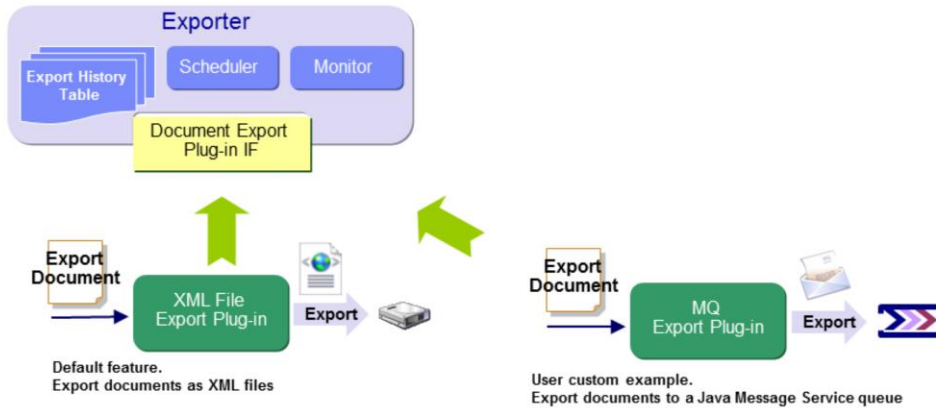 Exporter
Export History
Table
Scheduler
Monitor
Document Export
Plug-in IF
Export
Document
XML File
Export Plug-in
Export
Default feature.
Export documents as XML files
Export
Document
MQ
Export Plug-in
Export
User custom example.
Export documents to a Java Message Service queue